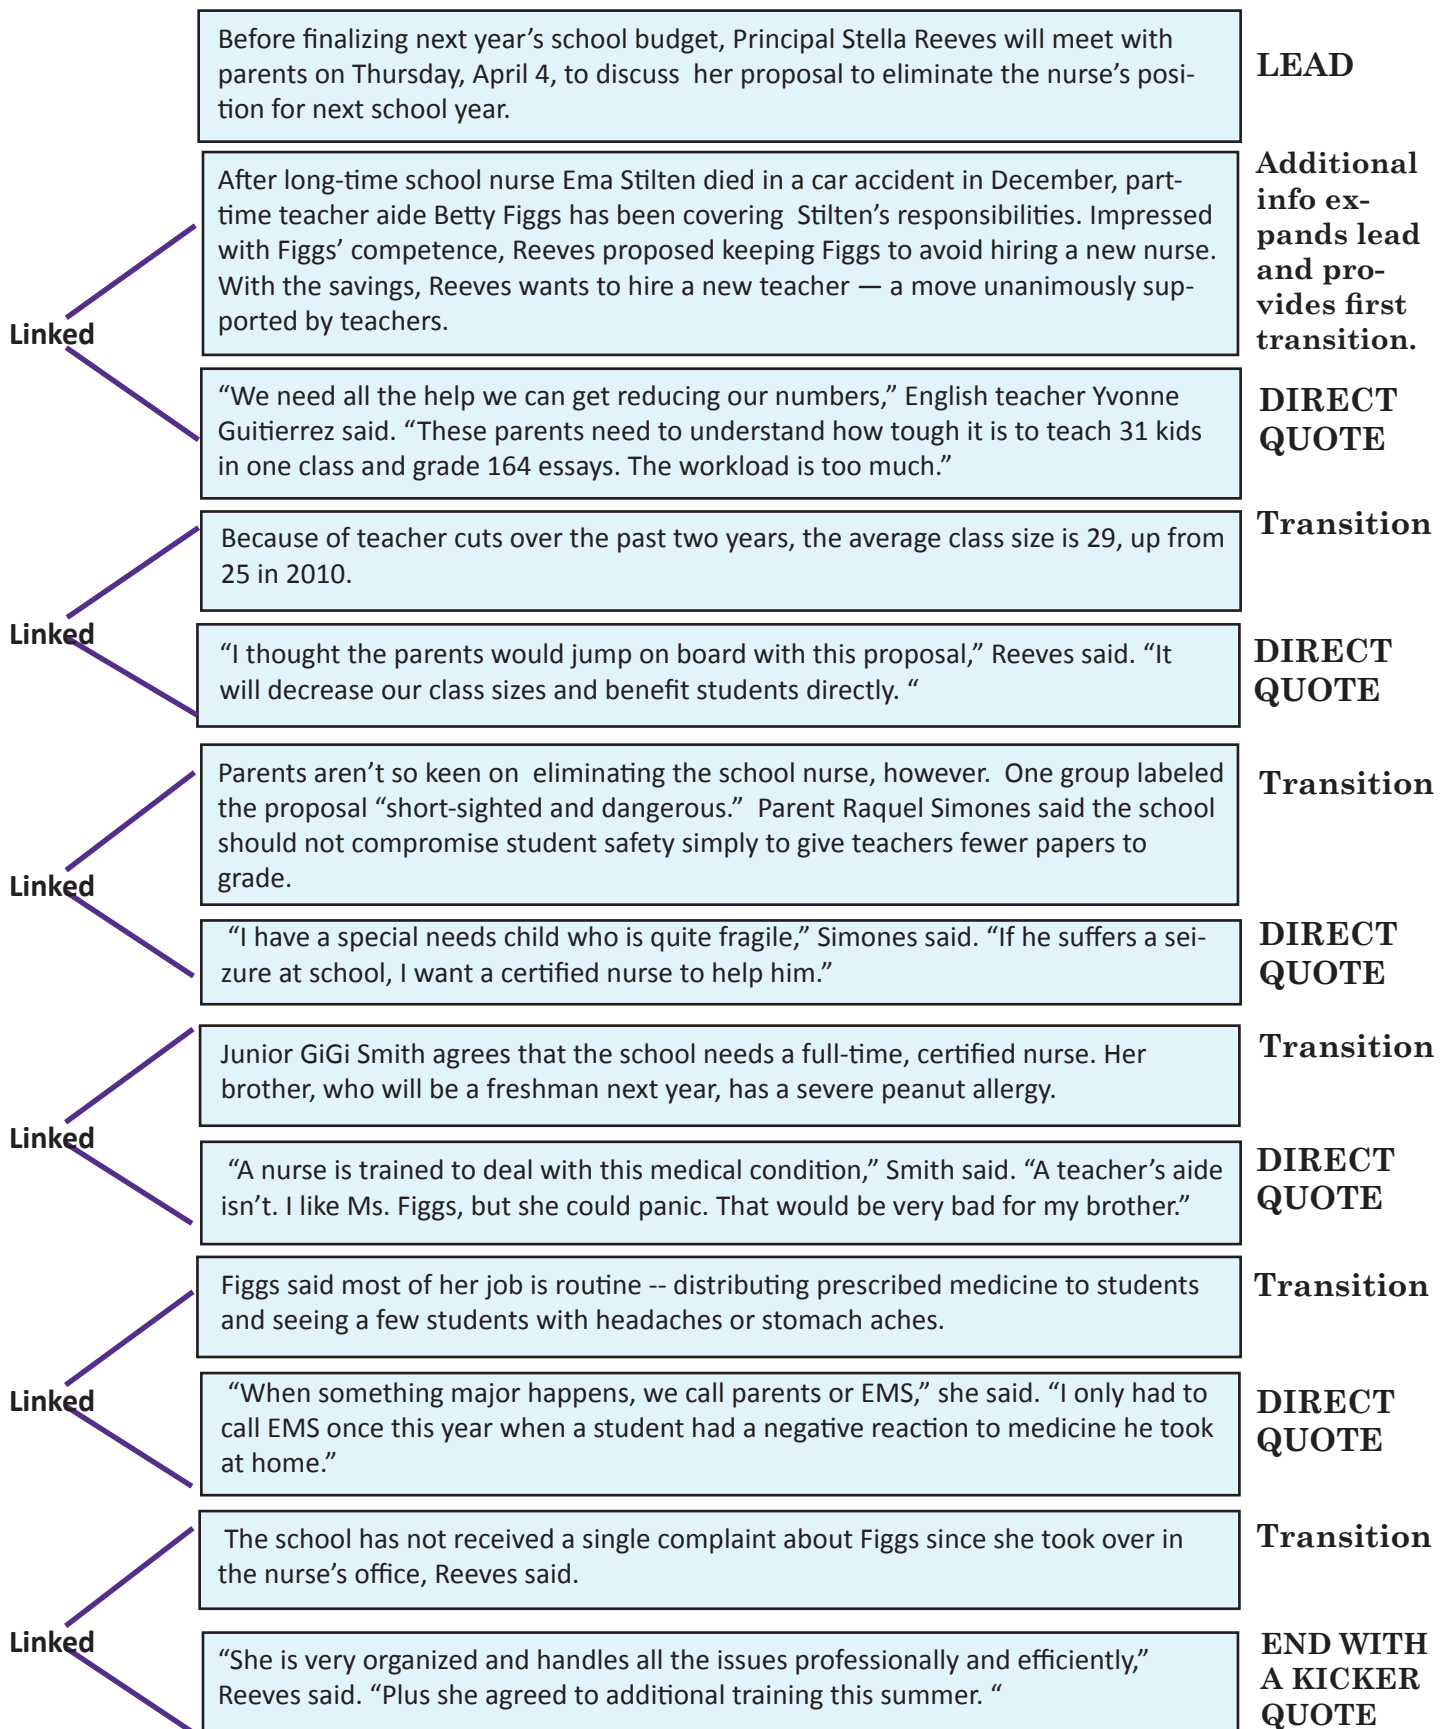 Before finalizing next year’s school budget, Principal Stella Reeves will meet with
parents on Thursday, April 4, to discuss  her proposal to eliminate the nurse’s posi-
tion for next school year.
LEAD
After long-time school nurse Ema Stilten died in a car accident in December, part-
time teacher aide Betty Figgs has been covering  Stilten’s responsibilities. Impressed
with Figgs’ competence, Reeves proposed keeping Figgs to avoid hiring a new nurse.
With the savings, Reeves wants to hire a new teacher — a move unanimously sup-
ported by teachers.
Additional
info ex-
pands lead
and pro-
vides first
transition.
Linked
“We need all the help we can get reducing our numbers,” English teacher Yvonne
Guitierrez said. “These parents need to understand how tough it is to teach 31 kids
in one class and grade 164 essays. The workload is too much.”
DIRECT
QUOTE
Because of teacher cuts over the past two years, the average class size is 29, up from
25 in 2010.
Transition
Linked
“I thought the parents would jump on board with this proposal,” Reeves said. “It
will decrease our class sizes and benefit students directly. “
DIRECT
QUOTE
Parents aren’t so keen on  eliminating the school nurse, however.  One group labeled
the proposal “short-sighted and dangerous.”  Parent Raquel Simones said the school
should not compromise student safety simply to give teachers fewer papers to
grade.
Transition
Linked
“I have a special needs child who is quite fragile,” Simones said. “If he suffers a sei-
zure at school, I want a certified nurse to help him.”
DIRECT
QUOTE
Junior GiGi Smith agrees that the school needs a full-time, certified nurse. Her
brother, who will be a freshman next year, has a severe peanut allergy.
Transition
Linked
“A nurse is trained to deal with this medical condition,” Smith said. “A teacher’s aide
isn’t. I like Ms. Figgs, but she could panic. That would be very bad for my brother.”
DIRECT
QUOTE
Figgs said most of her job is routine -- distributing prescribed medicine to students
and seeing a few students with headaches or stomach aches.
Transition
Linked
“When something major happens, we call parents or EMS,” she said. “I only had to
call EMS once this year when a student had a negative reaction to medicine he took
at home.”
DIRECT
QUOTE
The school has not received a single complaint about Figgs since she took over in
the nurse’s office, Reeves said.
Transition
Linked
“She is very organized and handles all the issues professionally and efficiently,”
Reeves said. “Plus she agreed to additional training this summer. “
END WITH
A KICKER
QUOTE